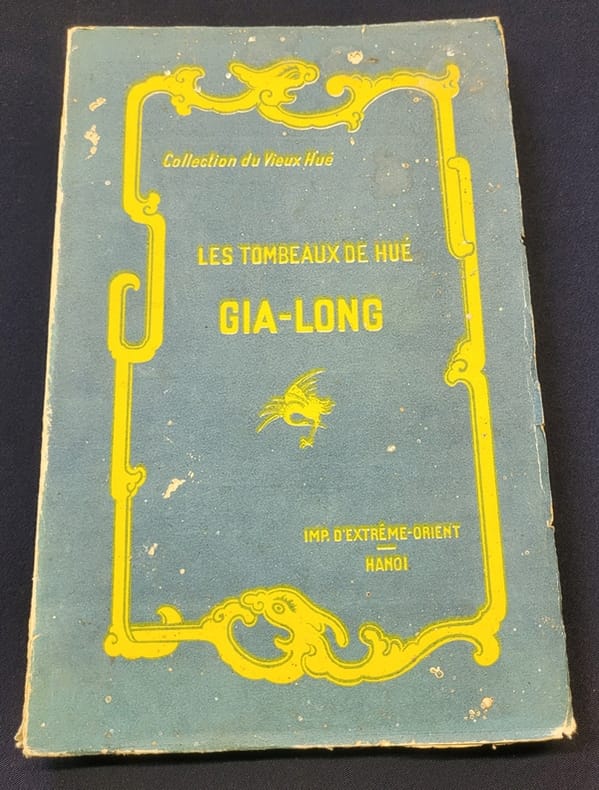 Collection du Vieux Hué
LES TOMBEAUX DE HUÉ
GIA-LONG
IMP. D'EXTRÊME-ORIENT
HANOI